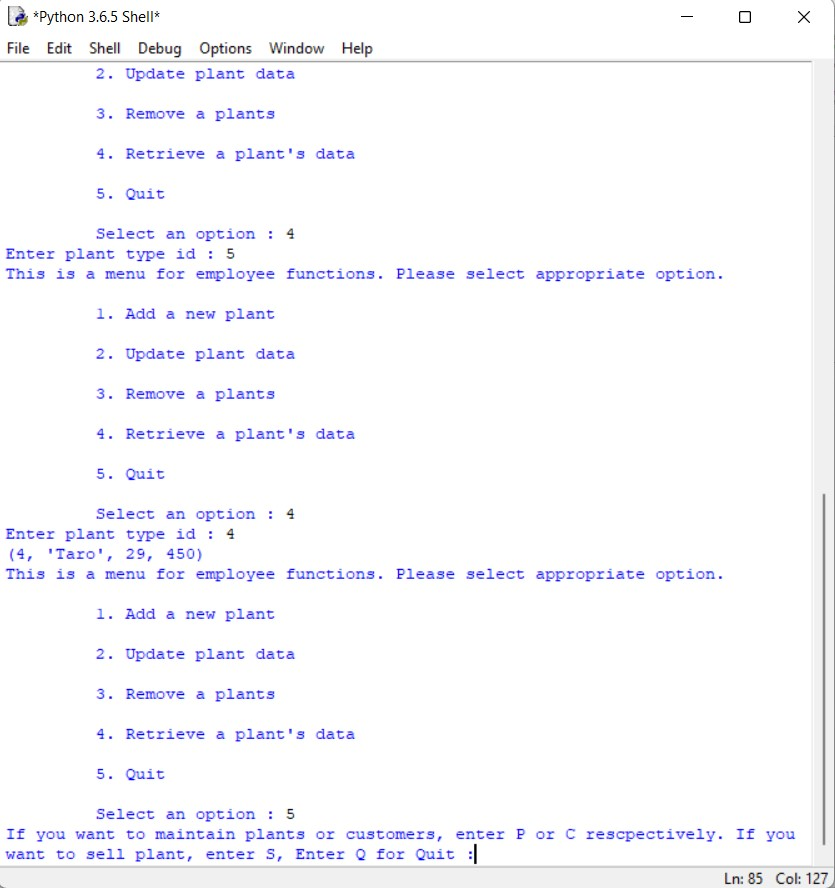 *Python 3.6.5 Shell*
File Edit Shell Debug Options Window Help
2. Update plant data
3. Remove a plants
4. Retrieve a plant's data
5. Quit
Select an option : 4
Enter plant type id : 5
This is a menu for employee functions. Please select appropriate option.
1. Add a new plant
2. Update plant data
3. Remove a plants
4. Retrieve a plant's data
5. Quit
Select an option : 4
Enter plant type id : 4
(4, 'Taro', 29, 450)
This is a menu for employee functions. Please select appropriate option.
1. Add a new plant
2. Update plant data
3. Remove a plants
4. Retrieve a plant's data
5. Quit
Select an option : 5
If you want to maintain plants or customers, enter P or C rescpectively. If you
want to sell plant, enter S, Enter Q for Quit :
Ln: 85 Col: 127